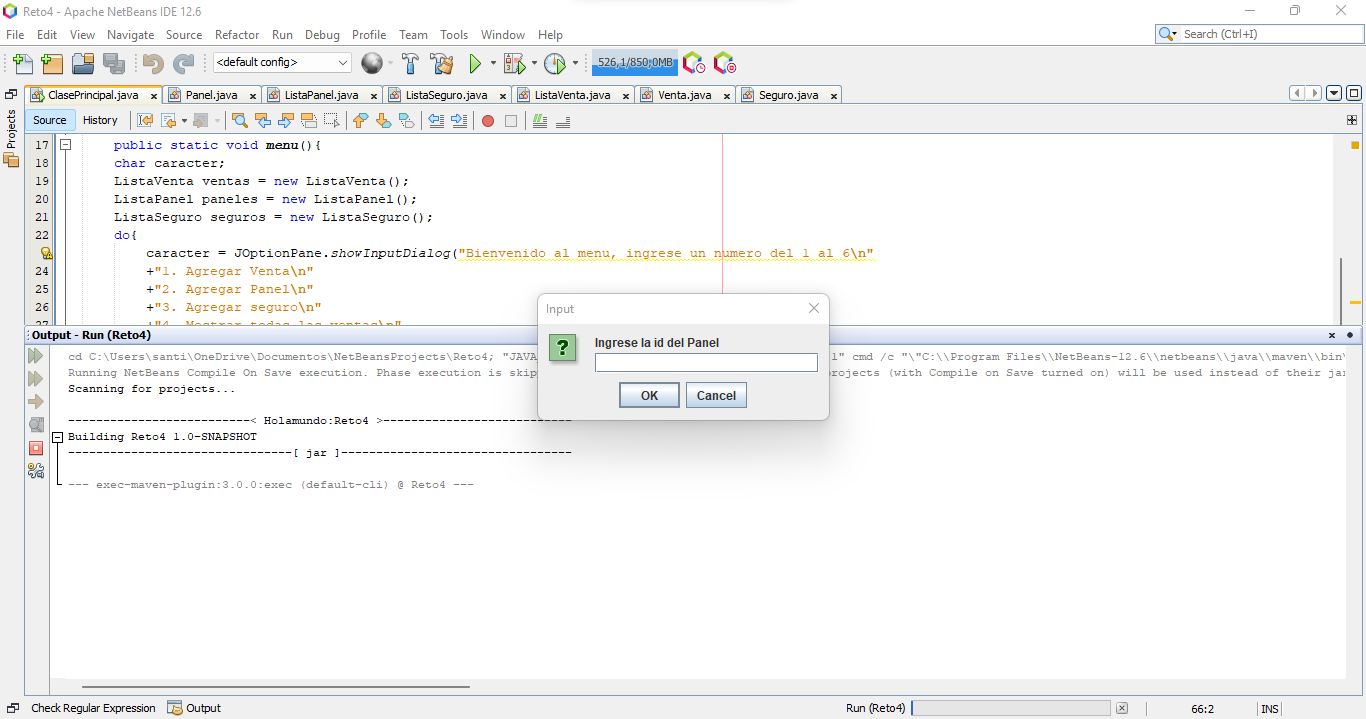 Reto4 - Apache NetBeans IDE 12.6
File Edit View Navigate Source Refactor Run Debug Profile Team Tools Window Help
Search (Ctrl+I)
<default config>
526,1/850,0MB
ClasePrincipal.java
Panel.java
ListaPanel.java
ListaSeguro.java
ListaVenta.java
Venta.java
Seguro.java
Projects
Source History
17 public static void menu(){
18 char caracter;
19 ListaVenta ventas = new ListaVenta();
20 ListaPanel paneles = new ListaPanel();
21 ListaSeguro seguros = new ListaSeguro();
22 do{
caracter = JOptionPane.showInputDialog("Bienvenido al menu, ingrese un numero del 1 al 6\n"
24 +"1. Agregar Venta\n"
25 +"2. Agregar Panel\n"
26 +"3. Agregar seguro\n"
27 +"4. Mostrar todas las ventas\n"
Output - Run (Reto4)
cd C:\Users\santi\OneDrive\Documentos\NetBeansProjects\Reto4; "JAVA
l" cmd /c "\"C:\\Program Files\\NetBeans-12.6\\netbeans\\java\\maven\\bin\
Running NetBeans Compile On Save execution. Phase execution is skip
rojects (with Compile on Save turned on) will be used instead of their jar
Scanning for projects...
--------------------------< Holamundo:Reto4 >---------------------------
Building Reto4 1.0-SNAPSHOT
--------------------------------[ jar ]---------------------------------
--- exec-maven-plugin:3.0.0:exec (default-cli) @ Reto4 ---
Input
Ingrese la id del Panel
OK Cancel
Check Regular Expression
Output
Run (Reto4)
66:2
INS